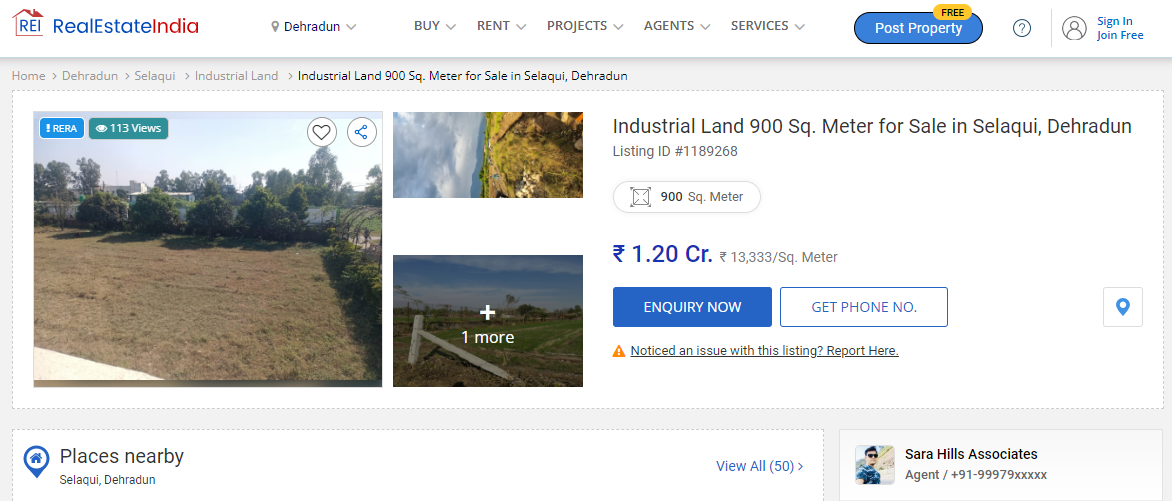 REI RealEstateIndia
Dehradun
BUY RENT PROJECTS AGENTS SERVICES
FREE
Post Property
?
Sign In
Join Free
Home > Dehradun > Selaqui > Industrial Land > Industrial Land 900 Sq. Meter for Sale in Selaqui, Dehradun
! RERA
113 Views
+
1 more
Industrial Land 900 Sq. Meter for Sale in Selaqui, Dehradun
Listing ID #1189268
900 Sq. Meter
₹ 1.20 Cr. ₹ 13,333/Sq. Meter
ENQUIRY NOW GET PHONE NO.
Noticed an issue with this listing? Report Here.
Places nearby
Selaqui, Dehradun
View All (50) >
Sara Hills Associates
Agent / +91-99979xxxxx